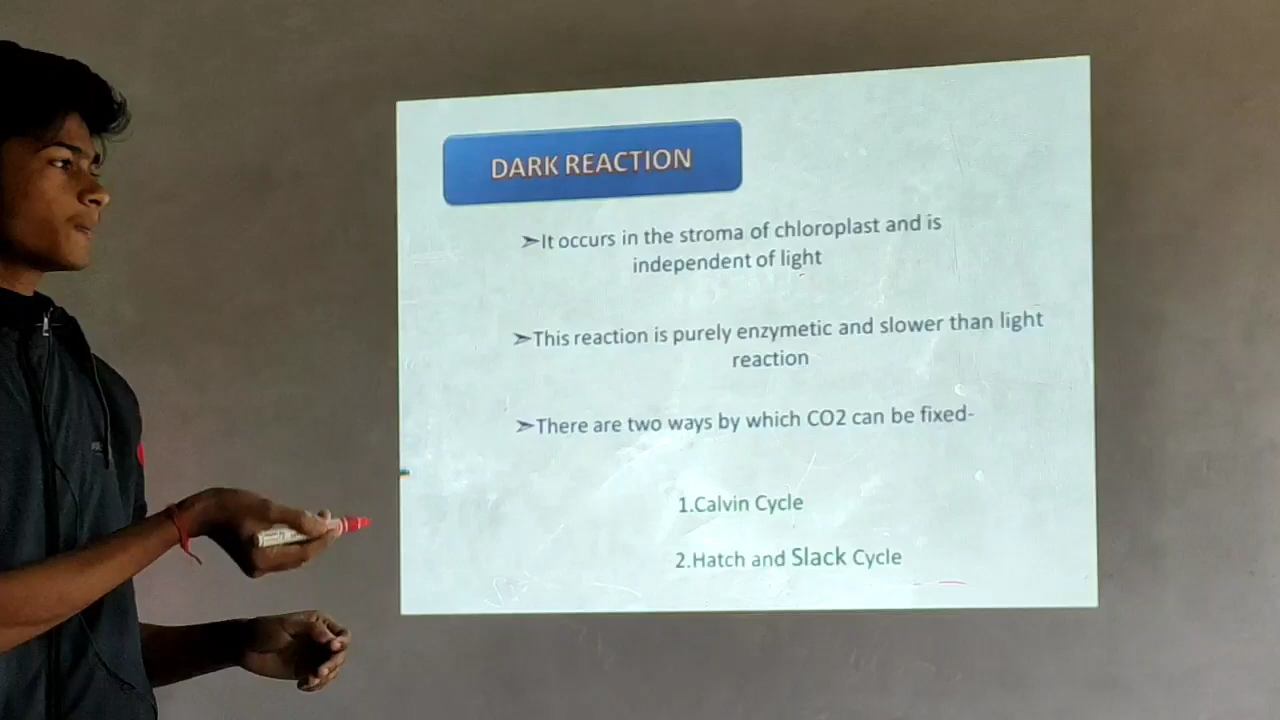 DARK REACTION
➢It occurs in the stroma of chloroplast and is
independent of light
➢This reaction is purely enzymetic and slower than light
reaction
➢There are two ways by which CO2 can be fixed-
1.Calvin Cycle
2.Hatch and Slack Cycle